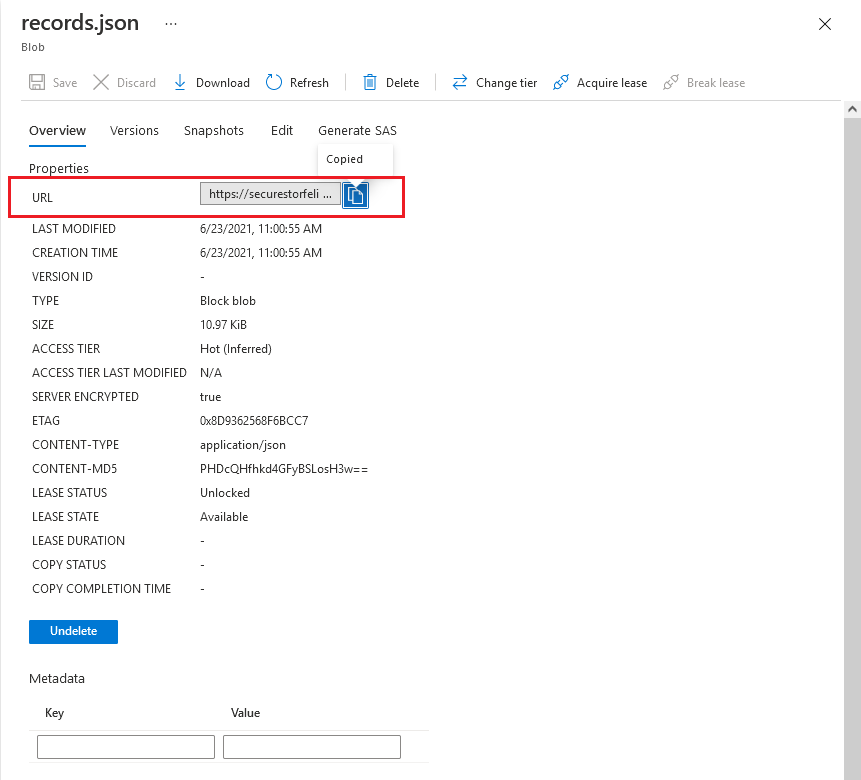 records.json ...
Blob
Save Discard Download Refresh Delete Change tier Acquire lease Break lease
Overview Versions Snapshots Edit Generate SAS
Copied
Properties
URL https://securestorfeli ...
LAST MODIFIED 6/23/2021, 11:00:55 AM
CREATION TIME 6/23/2021, 11:00:55 AM
VERSION ID -
TYPE Block blob
SIZE 10.97 KiB
ACCESS TIER Hot (Inferred)
ACCESS TIER LAST MODIFIED N/A
SERVER ENCRYPTED true
ETAG 0x8D9362568F6BCC7
CONTENT-TYPE application/json
CONTENT-MD5 PHDcQHfhkd4GFyBSLosH3w==
LEASE STATUS Unlocked
LEASE STATE Available
LEASE DURATION -
COPY STATUS -
COPY COMPLETION TIME -
Undelete
Metadata
Key Value